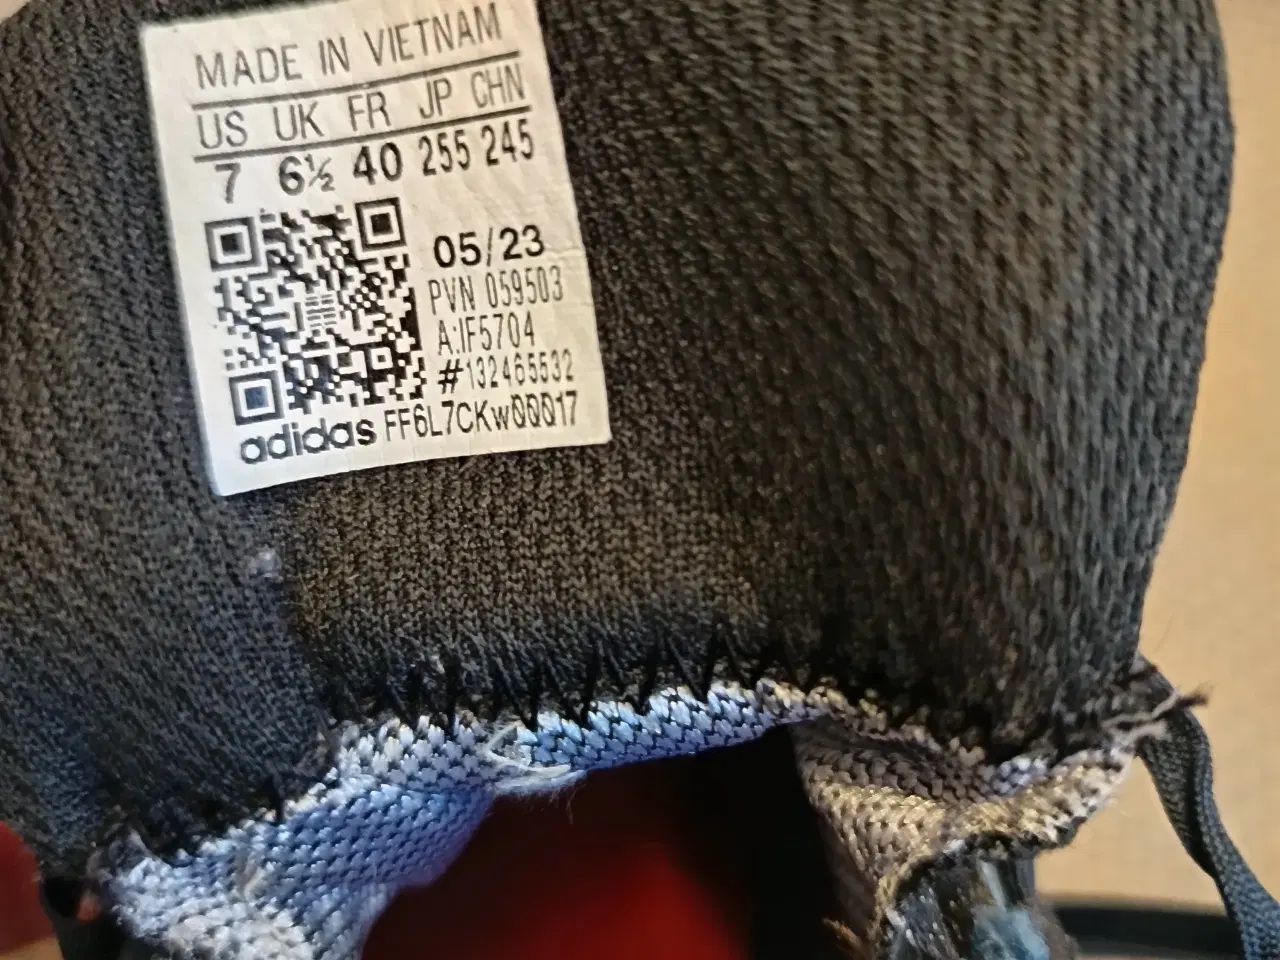 MADE IN VIETNAM
US UK FR JP CHN
7 6½ 40 255 245
05/23
PVN 059503
A:IF5704
#132465532
adidas FF6L7CKw00017